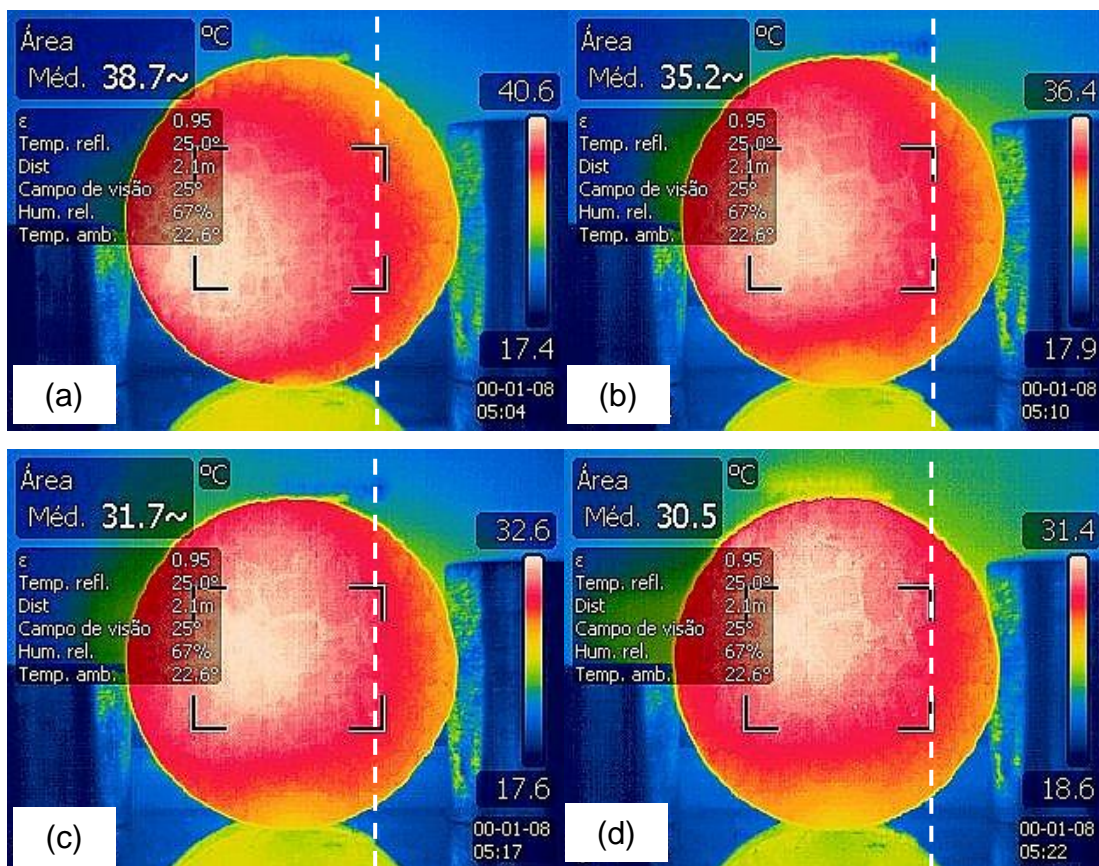 Área
Méd. 38.7~
ºC
ε 0.95
Temp. refl. 25.0°
Dist 2.1m
Campo de visão 25°
Hum. rel. 67%
Temp. amb. 22.6°
40.6
17.4
00-01-08
05:04
(a)
Área
Méd. 35.2~
ºC
ε 0.95
Temp. refl. 25.0°
Dist 2.1m
Campo de visão 25°
Hum. rel. 67%
Temp. amb. 22.6°
36.4
17.9
00-01-08
05:10
(b)
Área
Méd. 31.7~
ºC
ε 0.95
Temp. refl. 25.0°
Dist 2.1m
Campo de visão 25°
Hum. rel. 67%
Temp. amb. 22.6°
32.6
17.6
00-01-08
05:17
(c)
Área
Méd. 30.5
ºC
ε 0.95
Temp. refl. 25.0°
Dist 2.1m
Campo de visão 25°
Hum. rel. 67%
Temp. amb. 22.6°
31.4
18.6
00-01-08
05:22
(d)